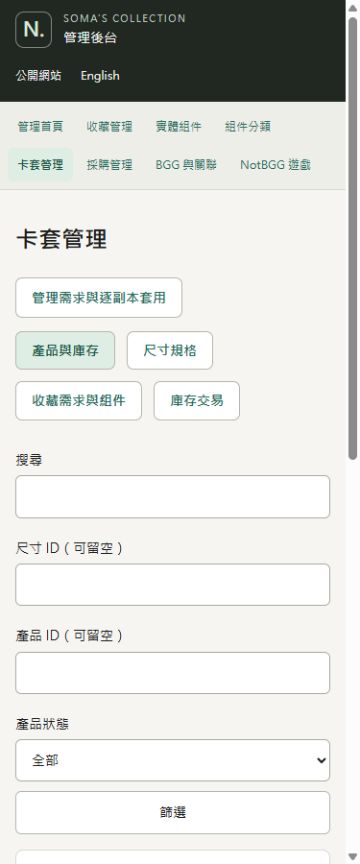 N.
SOMA'S COLLECTION
管理後台
公開網站 English
管理首頁 收藏管理 實體組件 組件分類
卡套管理 採購管理 BGG 與關聯 NotBGG 遊戲
卡套管理
管理需求與逐副本套用
產品與庫存 尺寸規格
收藏需求與組件 庫存交易
搜尋
尺寸 ID（可留空）
產品 ID（可留空）
產品狀態
全部
篩選